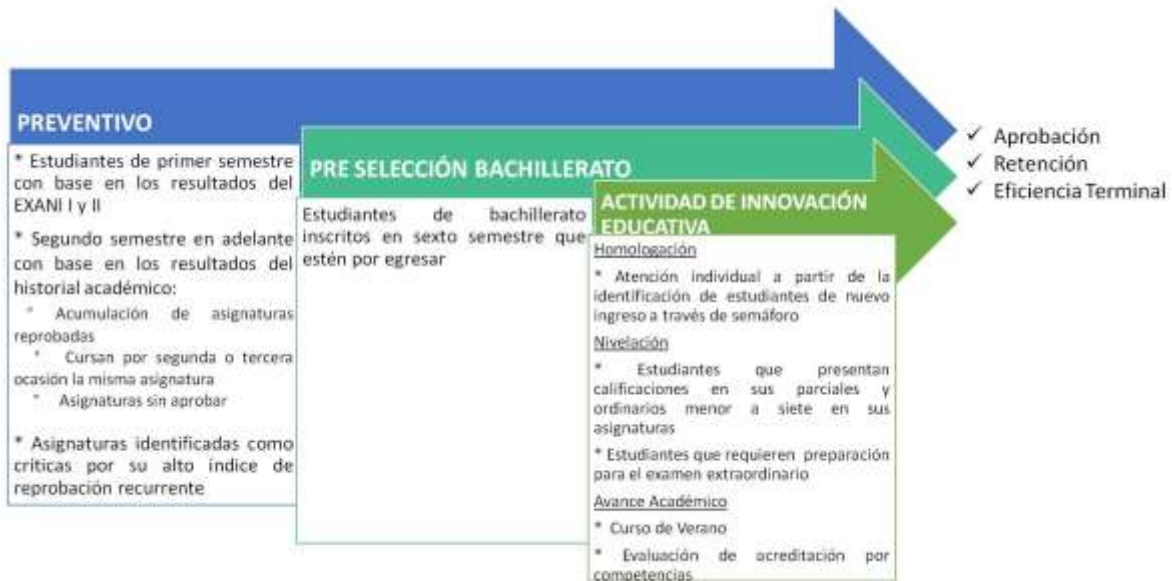 PREVENTIVO
* Estudiantes de primer semestre
con base en los resultados del
EXANI I y II
* Segundo semestre en adelante
con base en los resultados del
historial académico:
* Acumulación de asignaturas
reprobadas
* Cursan por segunda o tercera
ocasión la misma asignatura
* Asignaturas sin aprobar
* Asignaturas identificadas como
críticas por su alto índice de
reprobación recurrente
PRE SELECCIÓN BACHILLERATO
Estudiantes de bachillerato
inscritos en sexto semestre que
estén por egresar
ACTIVIDAD DE INNOVACIÓN
EDUCATIVA
Homologación
* Atención individual a partir de la
identificación de estudiantes de nuevo
ingreso a través de semáforo
Nivelación
* Estudiantes que presentan
calificaciones en sus parciales y
ordinarios menor a siete en sus
asignaturas
* Estudiantes que requieren preparación
para el examen extraordinario
Avance Académico
* Curso de Verano
* Evaluación de acreditación por
competencias
✓ Aprobación
✓ Retención
✓ Eficiencia Terminal